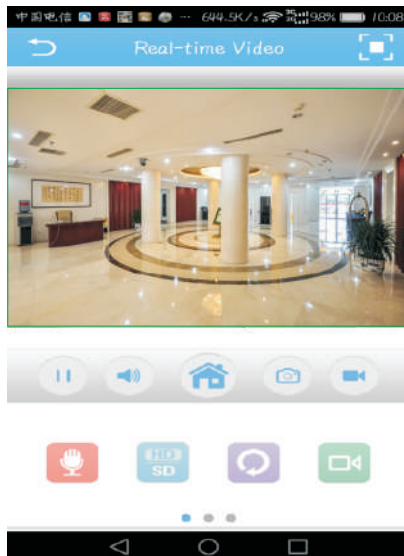 中国电信 ... 644.5K/s 98% 10:08
Real-time Video
HD
SD